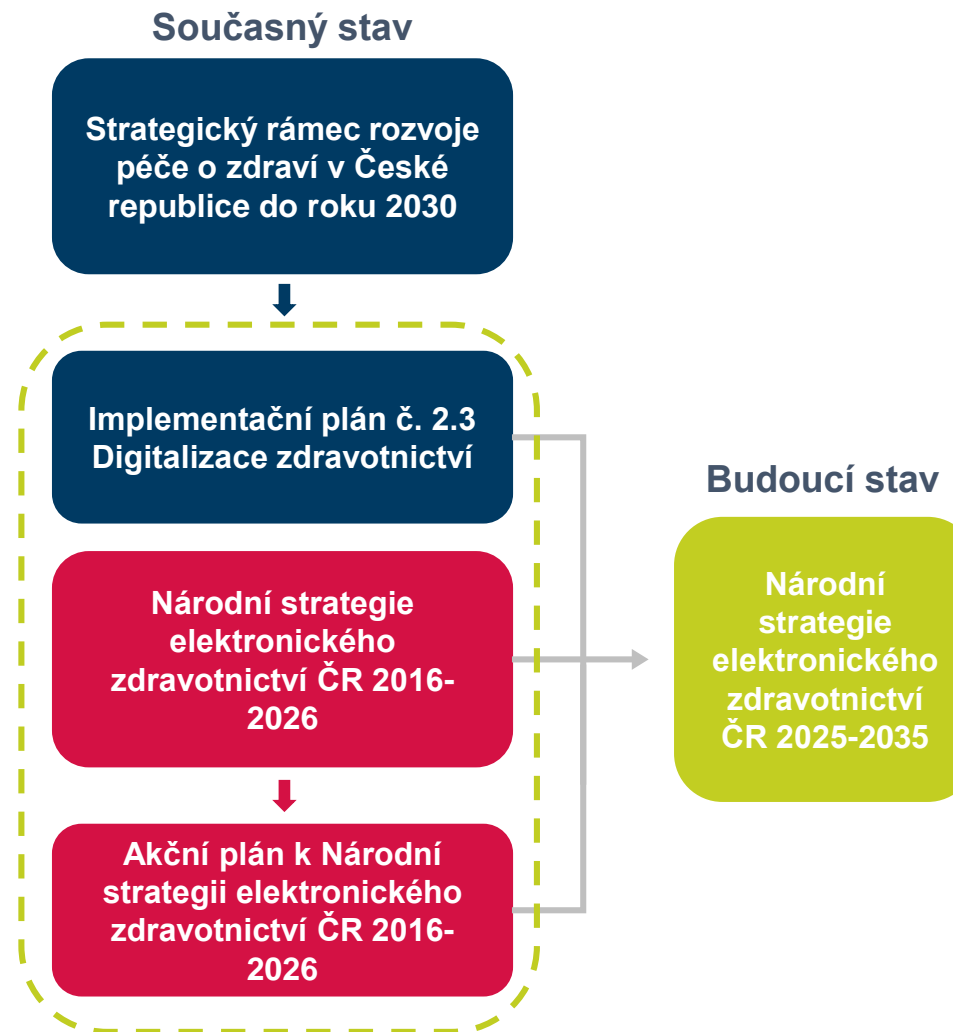 Současný stav
Strategický rámec rozvoje
péče o zdraví v České
republice do roku 2030
Implementační plán č. 2.3
Digitalizace zdravotnictví
Národní strategie
elektronického
zdravotnictví ČR 2016-
2026
Akční plán k Národní
strategii elektronického
zdravotnictví ČR 2016-
2026
Budoucí stav
Národní
strategie
elektronického
zdravotnictví
ČR 2025-2035